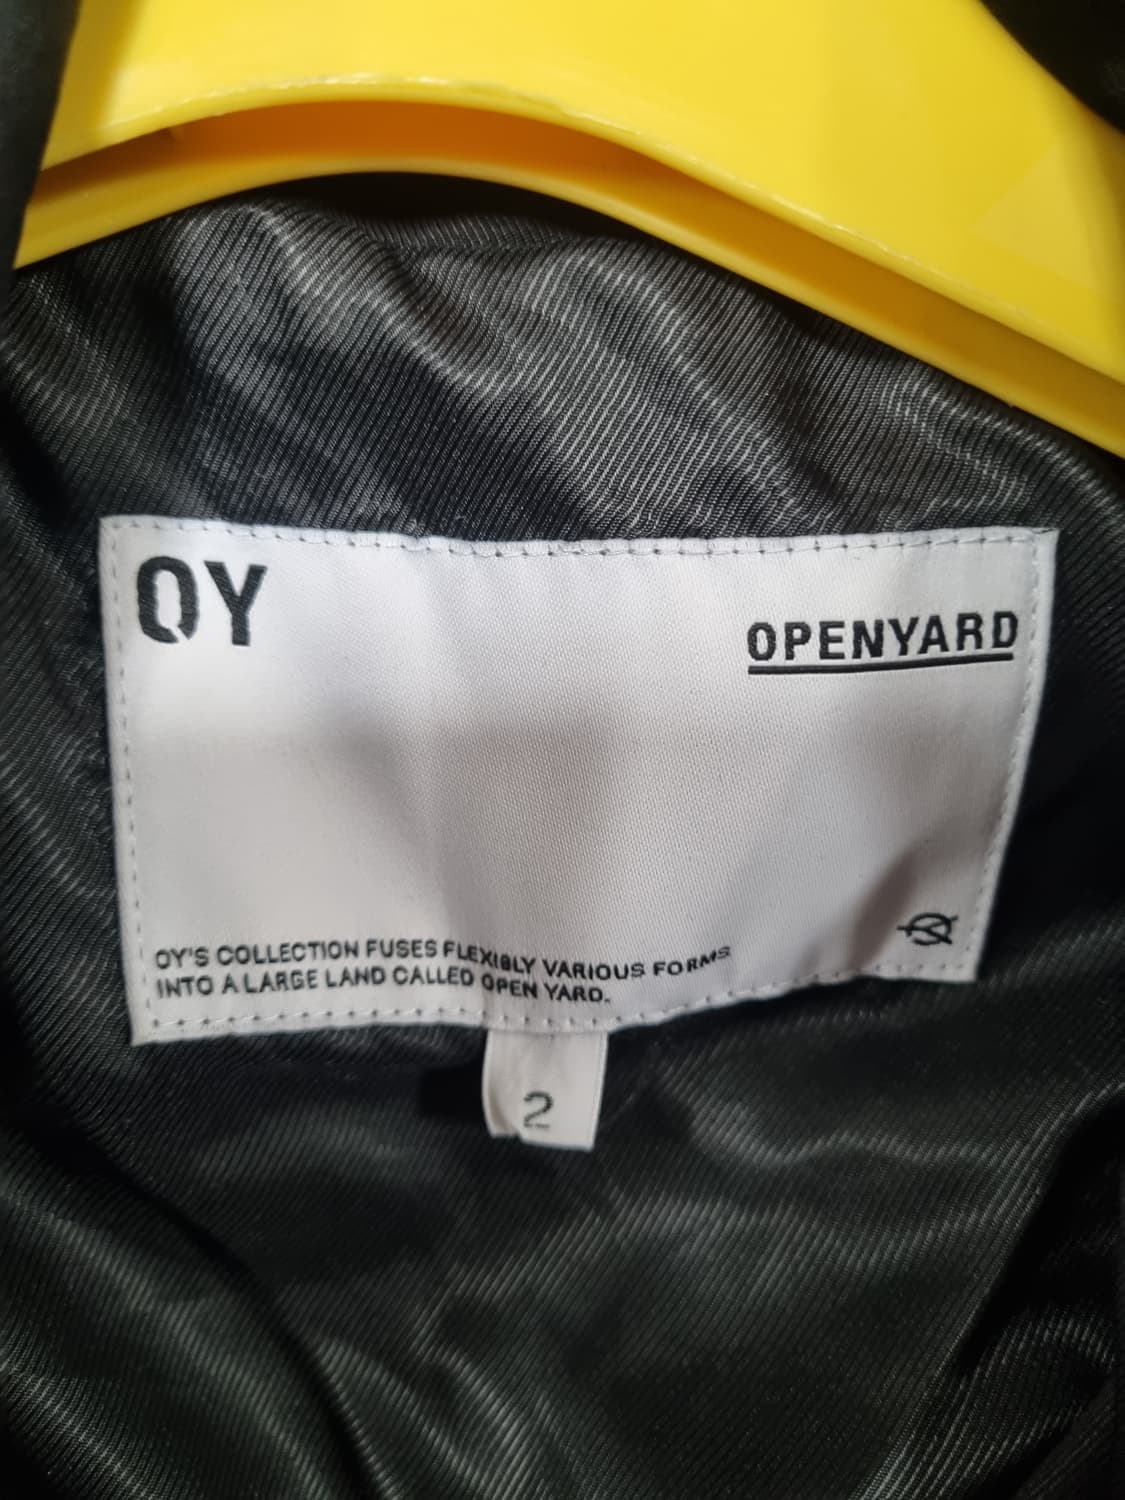 OY
OPENYARD
OY'S COLLECTION FUSES FLEXIBLY VARIOUS FORMS
INTO A LARGE LAND CALLED OPEN YARD.
2